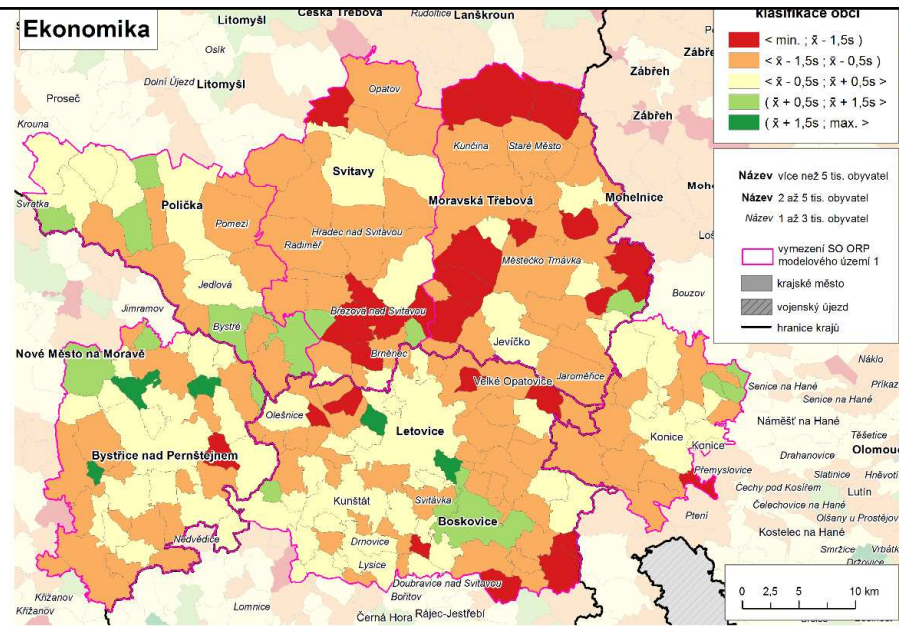 Ekonomika
Litomyšl
Česká Třebová
Rudoltice
Lanškroun
Osík
Dolní Újezd
Litomyšl
Zábřeh
Zábřeh
Proseč
Krouna
Opatov
Kunčina
Staré Město
Svitavy
Moravská Třebová
Mohelnice
Svratka
Polička
Pomezí
Hradec nad Svitavou
Radiměř
Městečko Trnávka
Jedlová
Bouzov
Jimramov
Bystré
Březová nad Svitavou
Brněnec
Jevíčko
Nové Město na Moravě
Velké Opatovice
Jaroměřice
Náklo
Senice na Hané
Příkaz
Senice na Hané
Olešnice
Letovice
Konice
Konice
Náměšť na Hané
Těšetice
Drahanovice
Olomouc
Bystřice nad Pernštejnem
Přemyslovice
Slatinice
Hněvotí
Čechy pod Kosířem
Lutín
Kunštát
Svitávka
Čelechovice na Hané
Boskovice
Ptení
Olšany u Prostějov
Kostelec na Hané
Nedvědice
Drnovice
Smržice
Vrbátk
Lysice
Držovice
Doubravice nad Svitavou
Křižanov
Bořitov
Křižanov
Lomnice
Černá Hora
Rájec-Jestřebí
klasifikace obcí
< min. ; x̄ - 1,5s )
< x̄ - 1,5s ; x̄ - 0,5s )
< x̄ - 0,5s ; x̄ + 0,5s >
( x̄ + 0,5s ; x̄ + 1,5s >
( x̄ + 1,5s ; max. >
Název více než 5 tis. obyvatel
Název 2 až 5 tis. obyvatel
Název 1 až 3 tis. obyvatel
vymezení SO ORP
modelového území 1
krajské město
vojenský újezd
hranice krajů
0 2,5 5 10 km